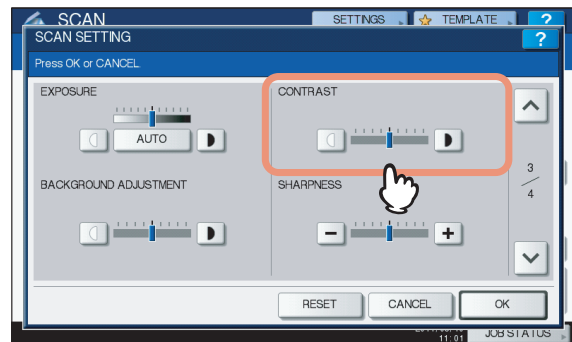 SCAN
SETTINGS
TEMPLATE
?
SCAN SETTING
?
Press OK or CANCEL
EXPOSURE
AUTO
CONTRAST
BACKGROUND ADJUSTMENT
SHARPNESS
3
4
RESET
CANCEL
OK
11:01
JOB STATUS